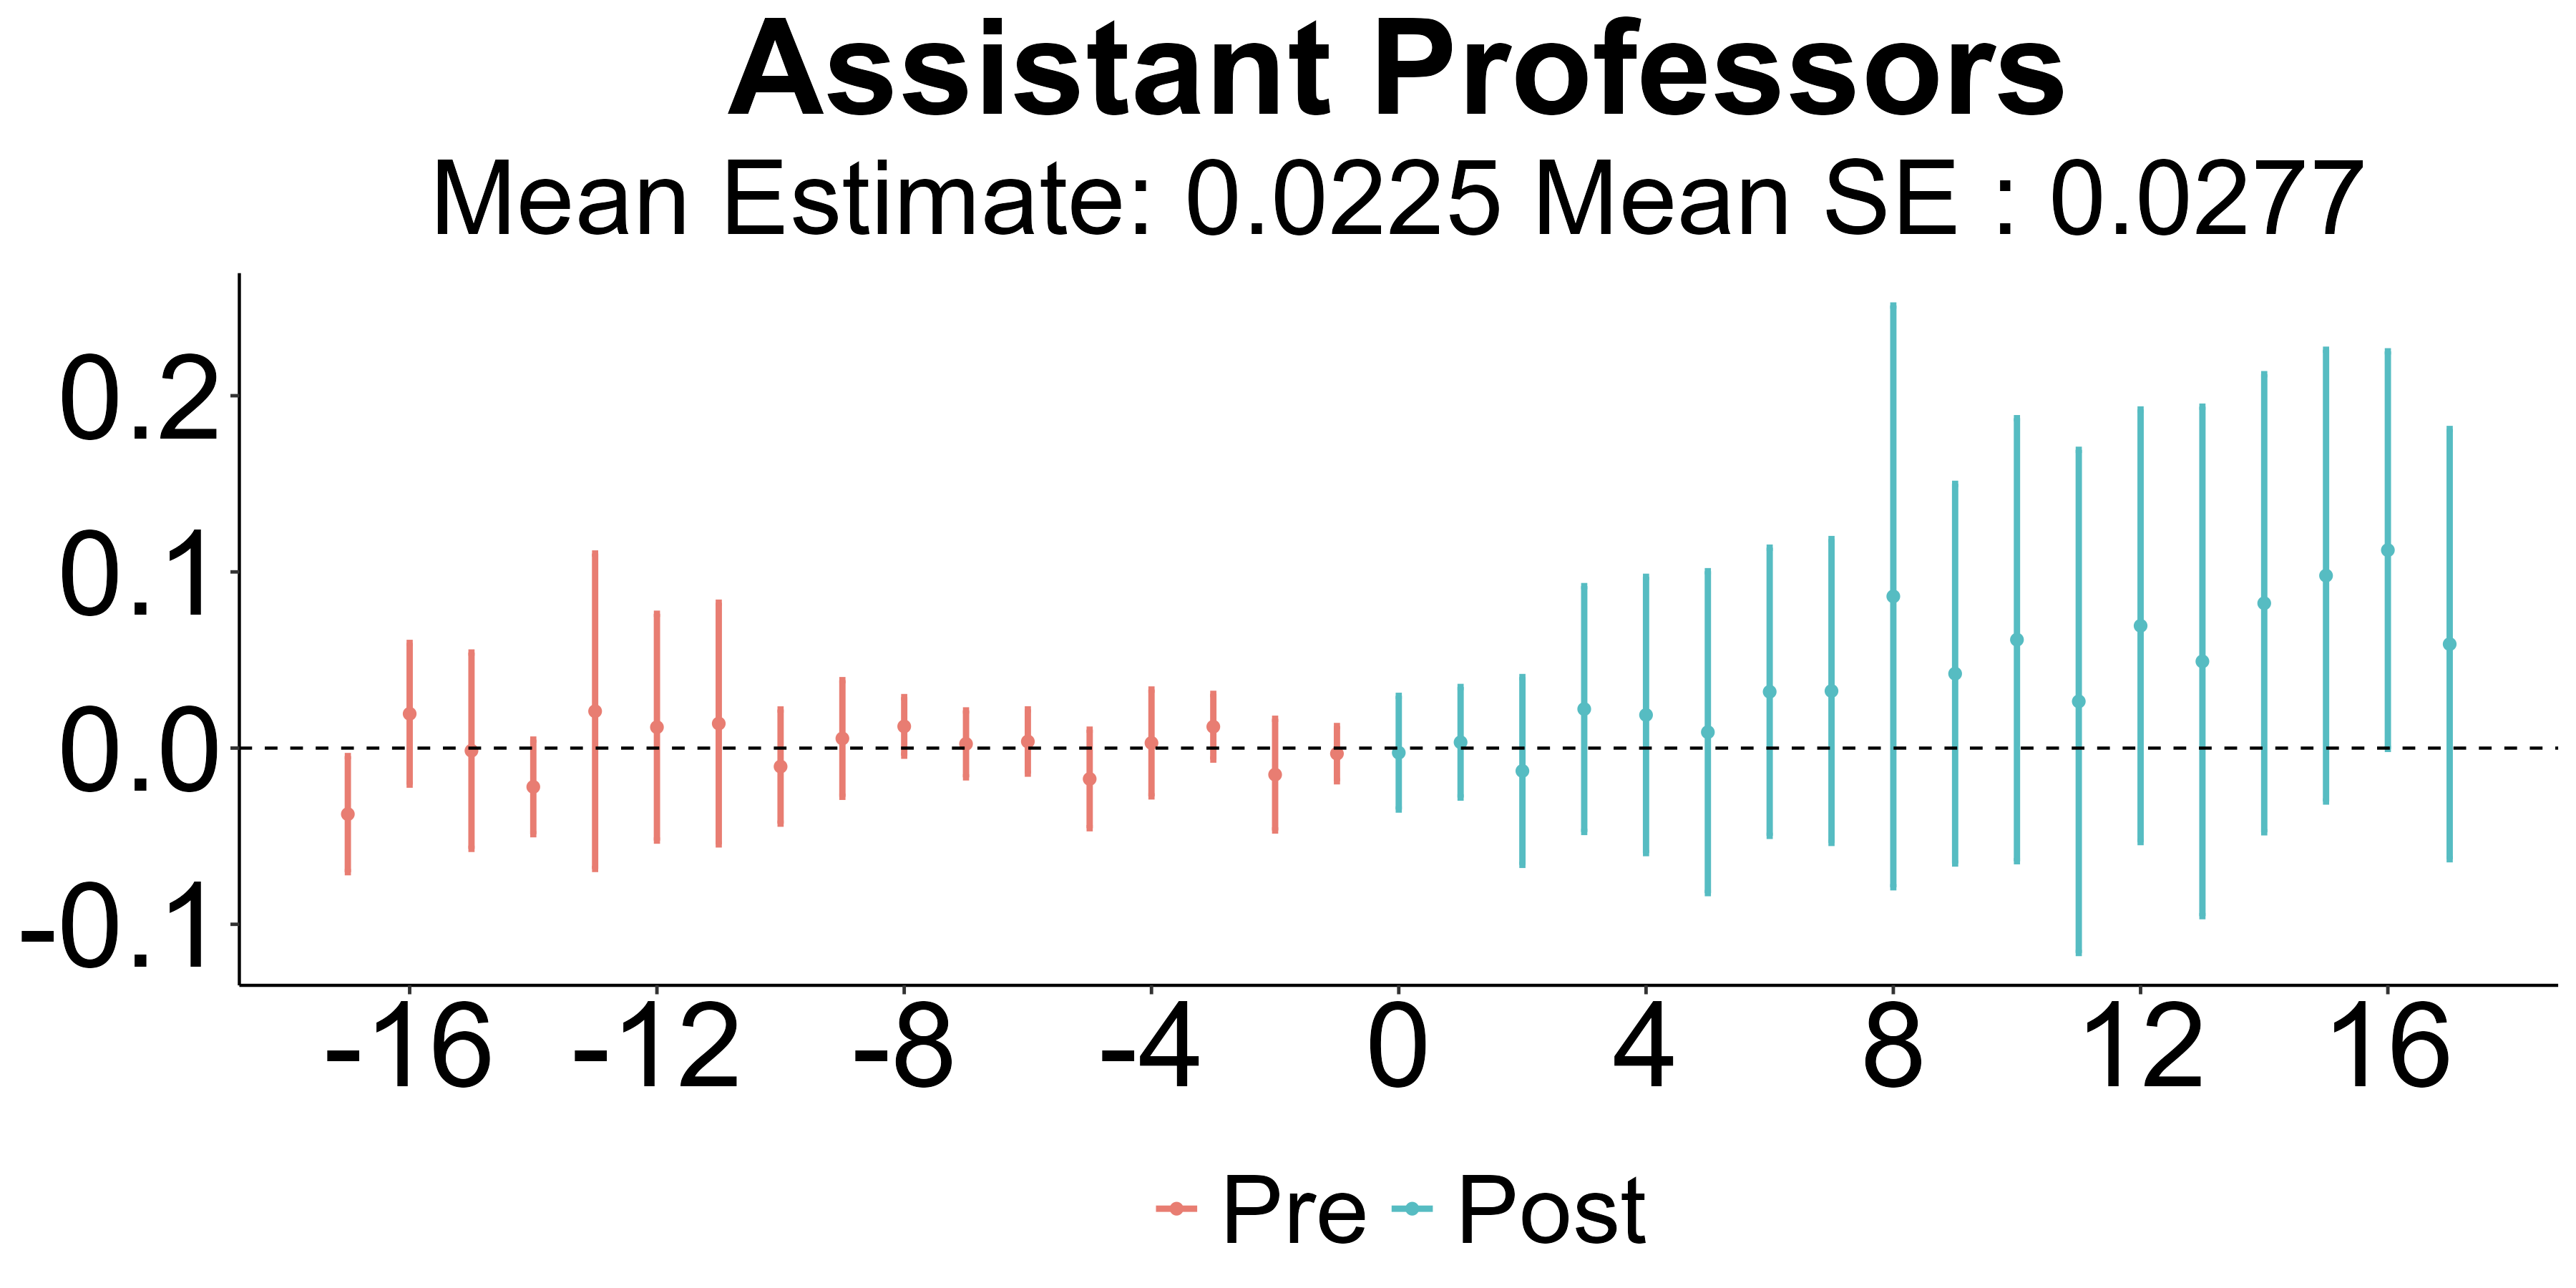 Assistant Professors
Mean Estimate: 0.0225 Mean SE : 0.0277
0.2
0.1
0.0
-0.1
-16 -12 -8 -4 0 4 8 12 16
Pre Post